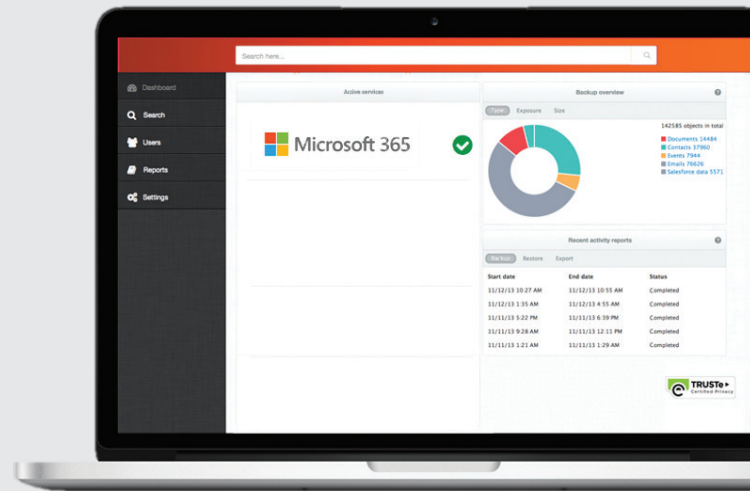 Search here...
Dashboard
Search
Users
Reports
Settings
Active services
Microsoft 365
Backup overview
?
Type Exposure Size
142585 objects in total
Documents 14484
Contacts 37960
Events 7944
Emails 76626
Salesforce data 5571
Recent activity reports
?
Backup Restore Export
Start date End date Status
11/12/13 10:27 AM 11/12/13 10:55 AM Completed
11/12/13 1:35 AM 11/12/13 4:55 AM Completed
11/11/13 5:22 PM 11/11/13 6:39 PM Completed
11/11/13 9:28 AM 11/11/13 12:11 PM Completed
11/11/13 1:21 AM 11/11/13 1:29 AM Completed
e TRUSTe
Certified Privacy